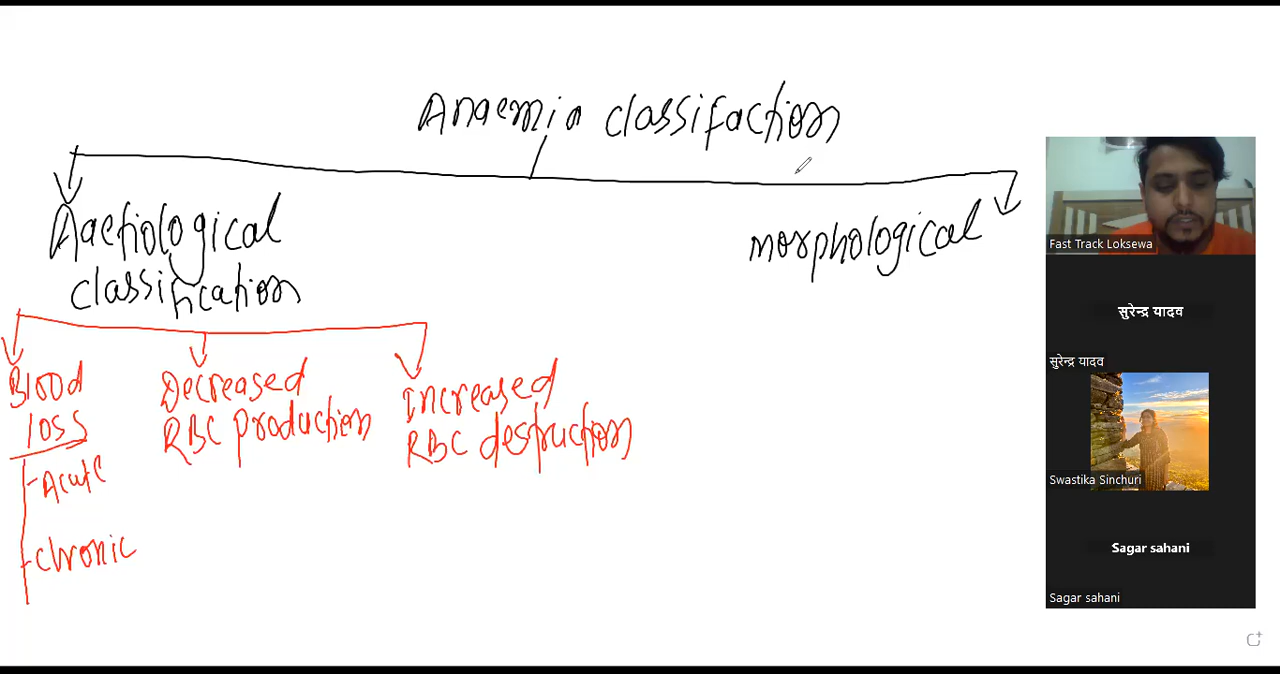 Anaemia classifaction
Aaetiological
classification
morphological
Blood
loss
-Acute
-chronic
Decreased
RBC production
Increased
RBC destruction
Fast Track Loksewa
सुरेन्द्र यादव
सुरेन्द्र यादव
Swastika Sinchuri
Sagar sahani
Sagar sahani